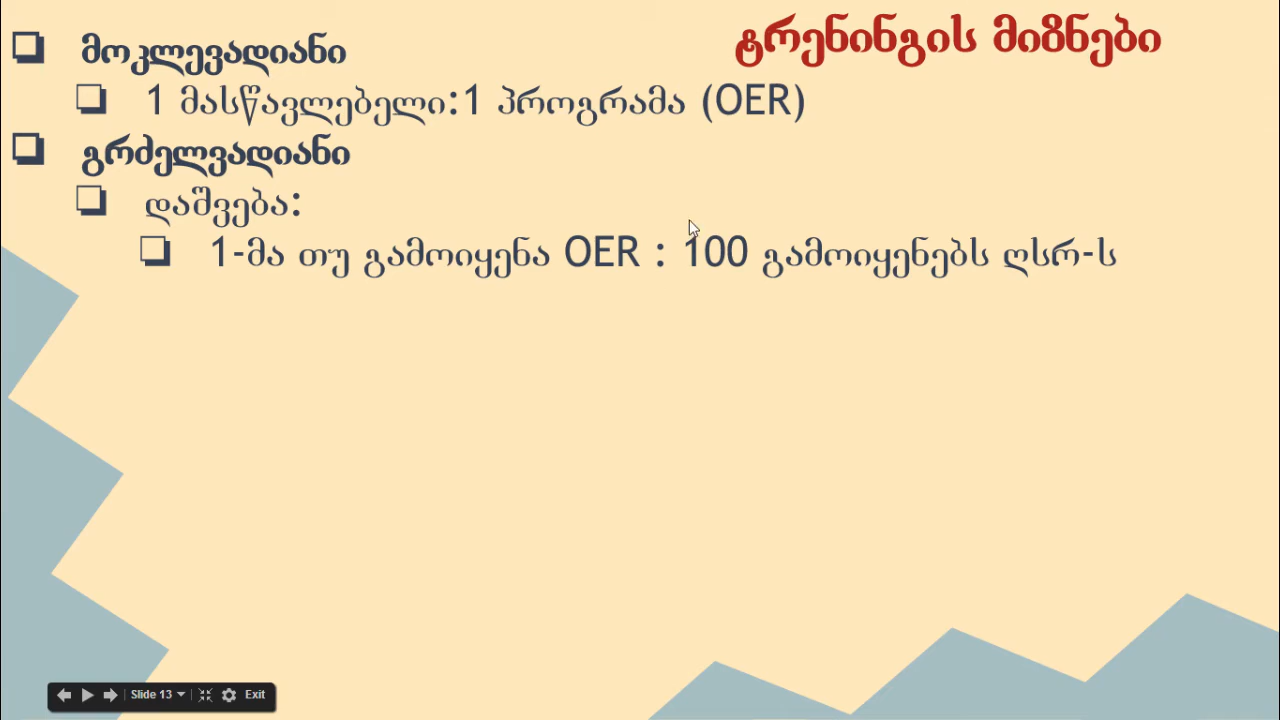 ტრენინგის მიზნები
მოკლევადიანი
1 მასწავლებელი:1 პროგრამა (OER)
გრძელვადიანი
დაშვება:
1-მა თუ გამოიყენა OER : 100 გამოიყენებს ღსრ-ს
Slide 13 Exit